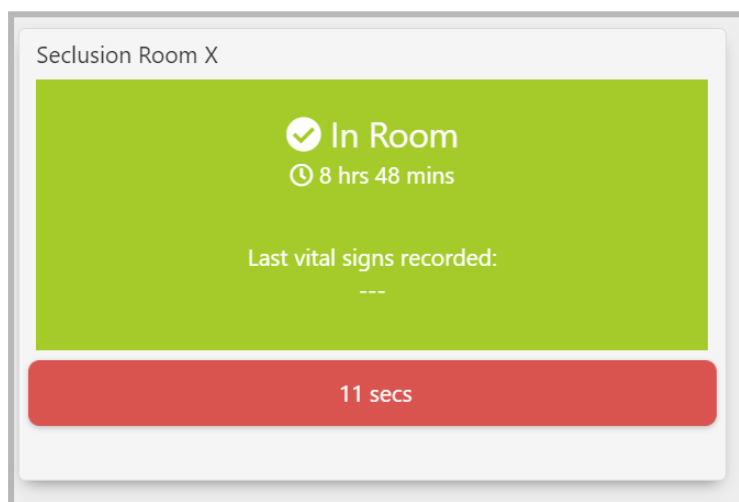 Seclusion Room X
In Room
8 hrs 48 mins
Last vital signs recorded:
---
11 secs